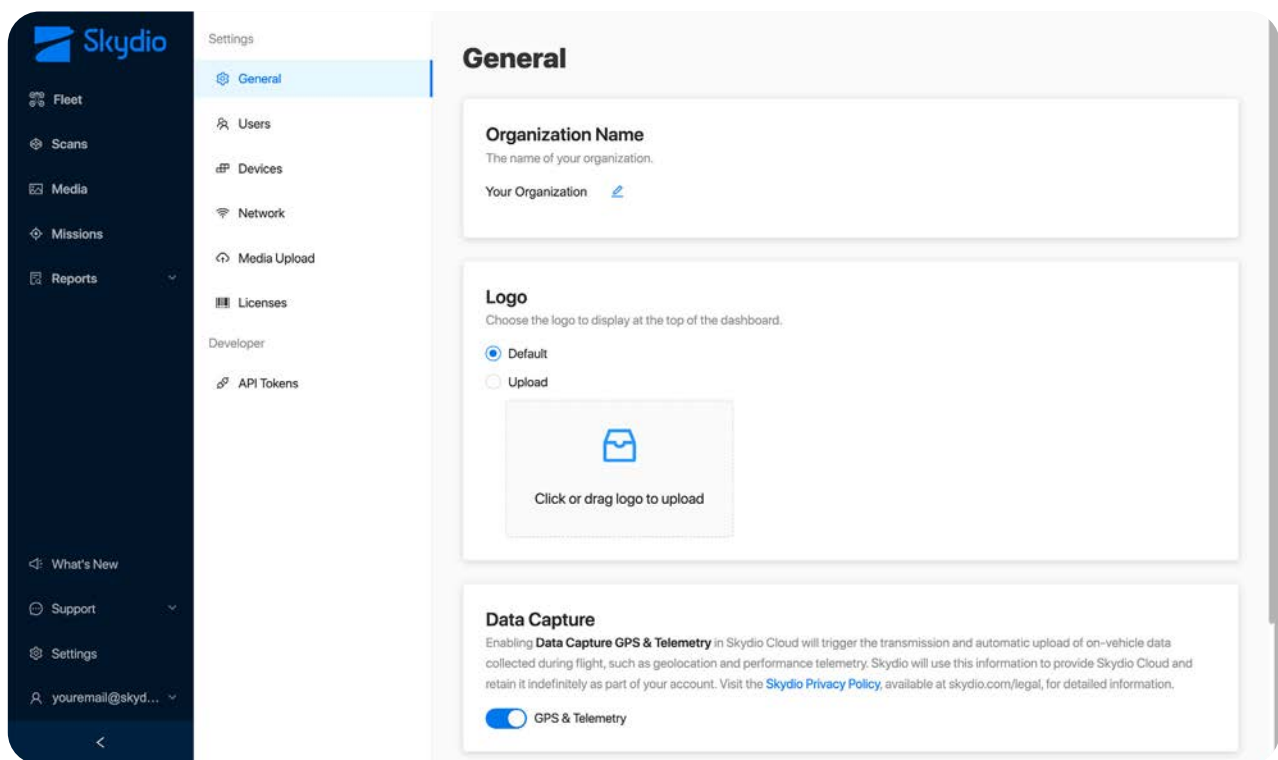 Skydio
Fleet
Scans
Media
Missions
Reports
What's New
Support
Settings
youremail@skyd...
Settings
General
Users
Devices
Network
Media Upload
Licenses
Developer
API Tokens
General
Organization Name
The name of your organization.
Your Organization
Logo
Choose the logo to display at the top of the dashboard.
Default
Upload
Click or drag logo to upload
Data Capture
Enabling Data Capture GPS & Telemetry in Skydio Cloud will trigger the transmission and automatic upload of on-vehicle data
collected during flight, such as geolocation and performance telemetry. Skydio will use this information to provide Skydio Cloud and
retain it indefinitely as part of your account. Visit the Skydio Privacy Policy, available at skydio.com/legal, for detailed information.
GPS & Telemetry